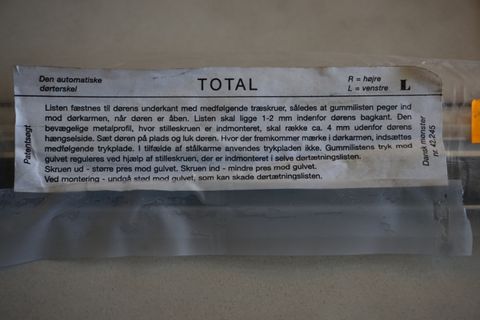 Den automatiske
dørterskel
TOTAL
R = højre
L = venstre
L
Listen fæstnes til dørens underkant med medfølgende træskruer, således at gummilisten peger ind
mod dørkarmen, når døren er åben. Listen skal ligge 1-2 mm indenfor dørens bagkant. Den
bevægelige metalprofil, hvor stilleskruen er indmonteret, skal række ca. 4 mm udenfor dørens
hængselside. Sæt døren på plads og luk døren. Hvor der fremkommer mærke i dørkarmen, indsættes
medfølgende trykplade. I tilfælde af stålkarme anvendes trykpladen ikke. Gummilistens tryk mod
gulvet reguleres ved hjælp af stilleskruen, der er indmonteret i selve dørtætningslisten.
Skruen ud - større pres mod gulvet. Skruen ind - mindre pres mod gulvet.
Ved montering - undgå stød mod gulvet, som kan skade dørtætningslisten.
Patentsøgt
Dansk mønster
nr. 42.245